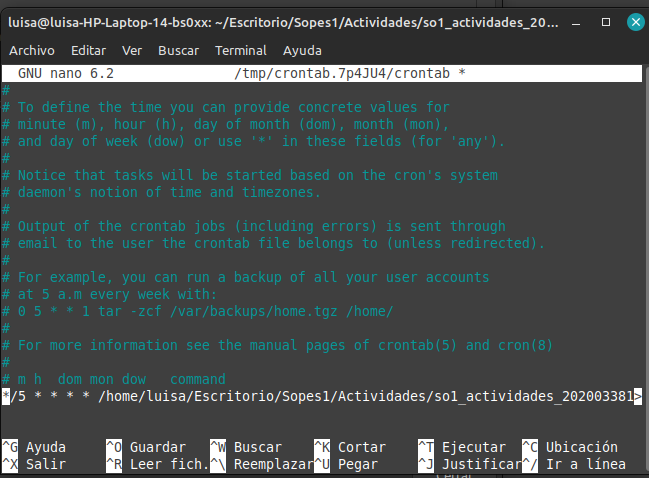 luisa@luisa-HP-Laptop-14-bs0xx: ~/Escritorio/Sopes1/Actividades/so1_actividades_20...
Archivo Editar Ver Buscar Terminal Ayuda
GNU nano 6.2 /tmp/crontab.7p4JU4/crontab *
#
# To define the time you can provide concrete values for
# minute (m), hour (h), day of month (dom), month (mon),
# and day of week (dow) or use '*' in these fields (for 'any').
#
# Notice that tasks will be started based on the cron's system
# daemon's notion of time and timezones.
#
# Output of the crontab jobs (including errors) is sent through
# email to the user the crontab file belongs to (unless redirected).
#
# For example, you can run a backup of all your user accounts
# at 5 a.m every week with:
# 0 5 * * 1 tar -zcf /var/backups/home.tgz /home/
#
# For more information see the manual pages of crontab(5) and cron(8)
#
# m h  dom mon dow   command
*/5 * * * * /home/luisa/Escritorio/Sopes1/Actividades/so1_actividades_202003381>
^G Ayuda ^O Guardar ^W Buscar ^K Cortar ^T Ejecutar ^C Ubicación
^X Salir ^R Leer fich. ^\ Reemplazar ^U Pegar ^J Justificar ^/ Ir a línea